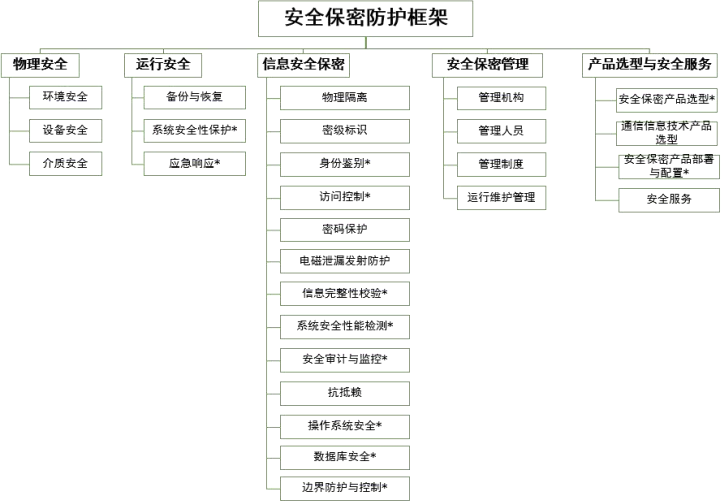 安全保密防护框架
物理安全
环境安全
设备安全
介质安全
运行安全
备份与恢复
系统安全性保护*
应急响应*
信息安全保密
物理隔离
密级标识
身份鉴别*
访问控制*
密码保护
电磁泄漏发射防护
信息完整性校验*
系统安全性能检测*
安全审计与监控*
抗抵赖
操作系统安全*
数据库安全*
边界防护与控制*
安全保密管理
管理机构
管理人员
管理制度
运行维护管理
产品选型与安全服务
安全保密产品选型*
通信信息技术产品
选型
安全保密产品部署
与配置*
安全服务